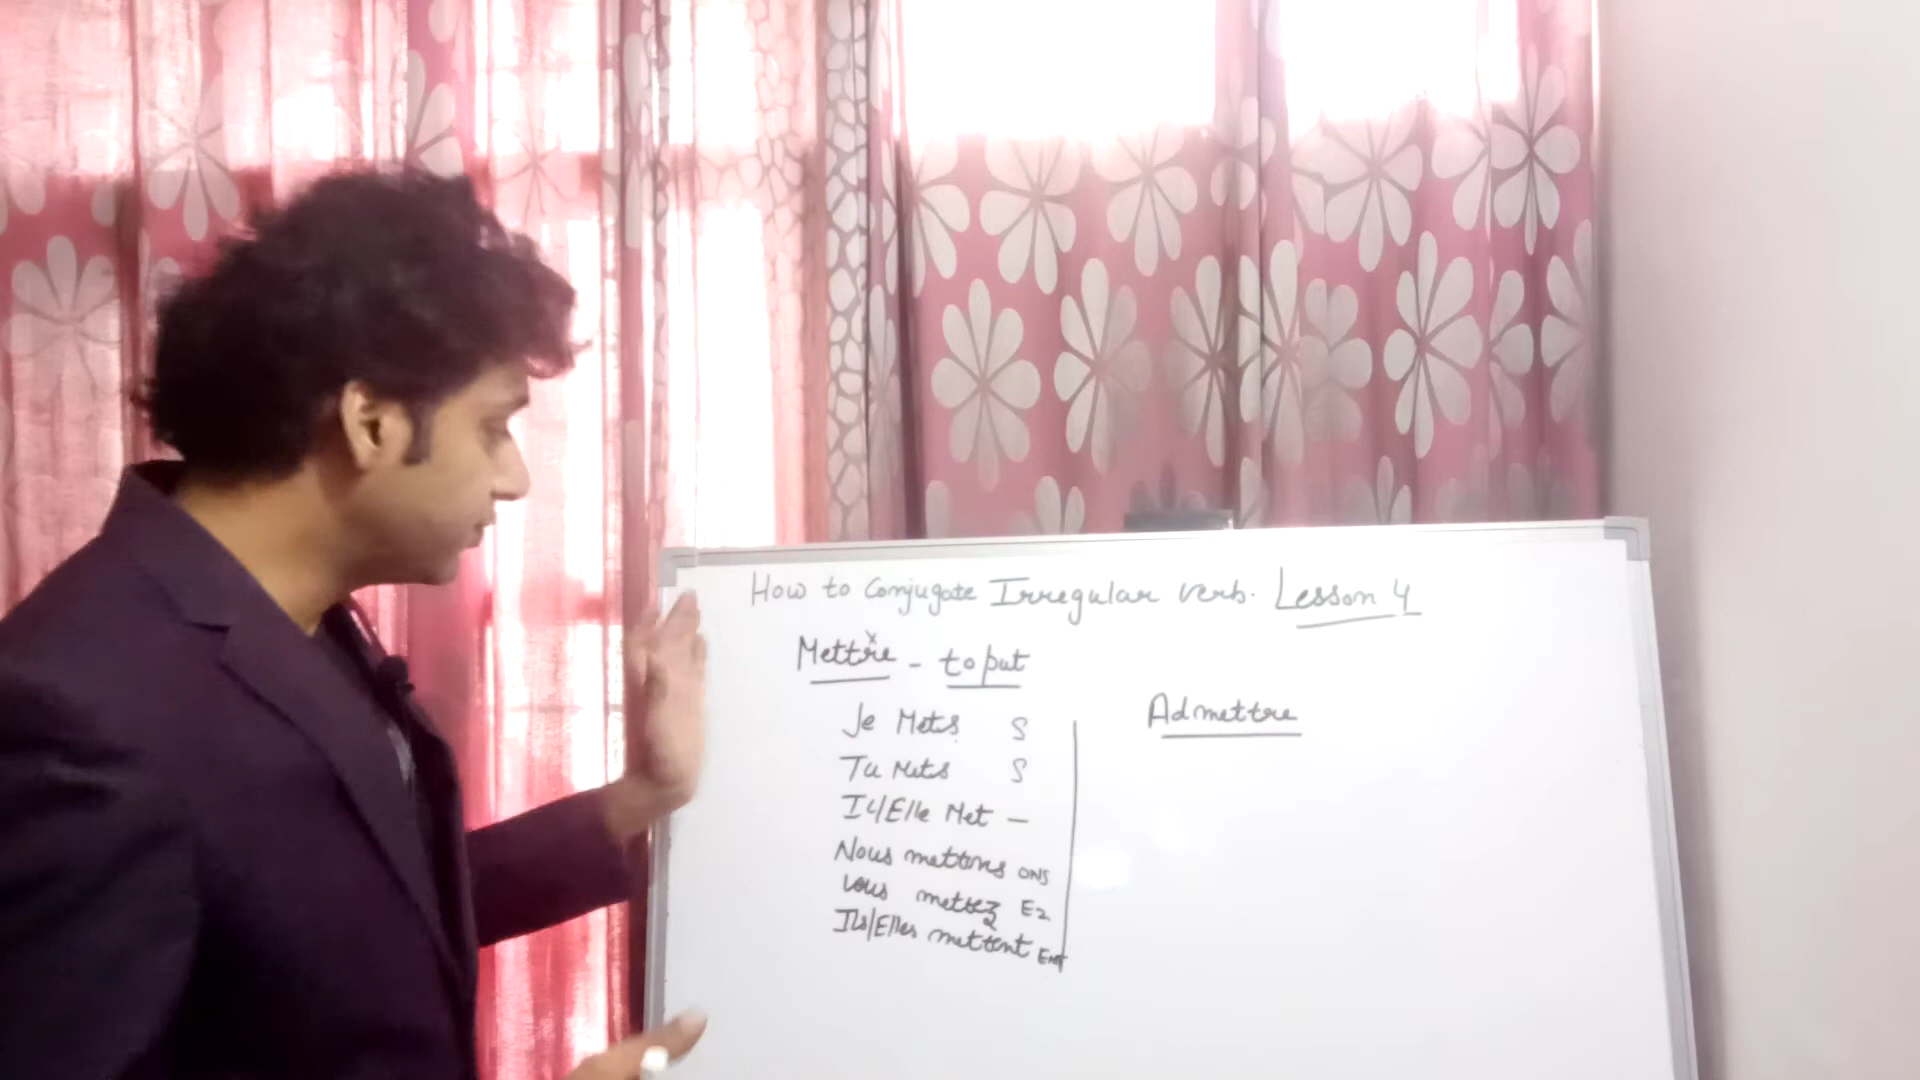 How to Conjugate Irregular verb. Lesson 4
Mettre - to put
Je Mets S
Tu Mets S
Il/Elle Met —
Nous mettons ONS
Vous mettez EZ
Ils/Elles mettent Ent
Admettre